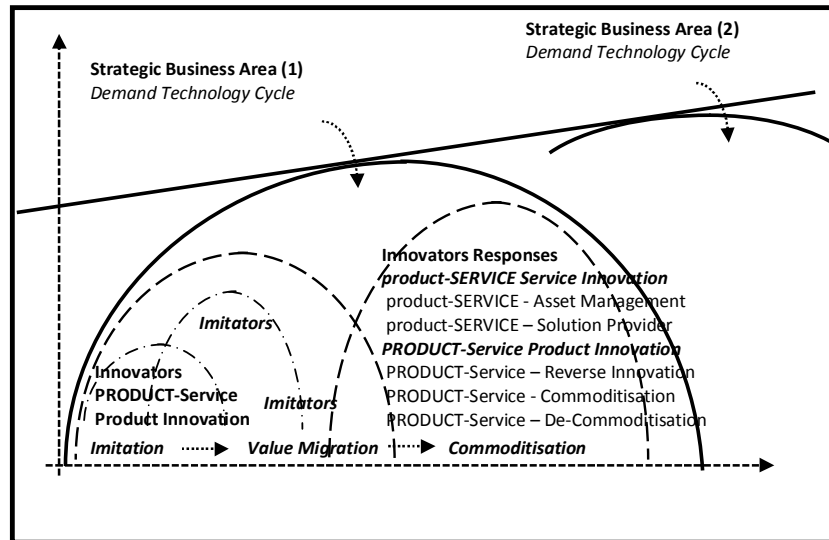 Strategic Business Area (2)
Demand Technology Cycle
Strategic Business Area (1)
Demand Technology Cycle
Innovators Responses
product-SERVICE Service Innovation
product-SERVICE - Asset Management
product-SERVICE – Solution Provider
PRODUCT-Service Product Innovation
PRODUCT-Service – Reverse Innovation
PRODUCT-Service - Commoditisation
PRODUCT-Service – De-Commoditisation
Imitators
Imitators
Innovators
PRODUCT-Service
Product Innovation
Imitation Value Migration Commoditisation